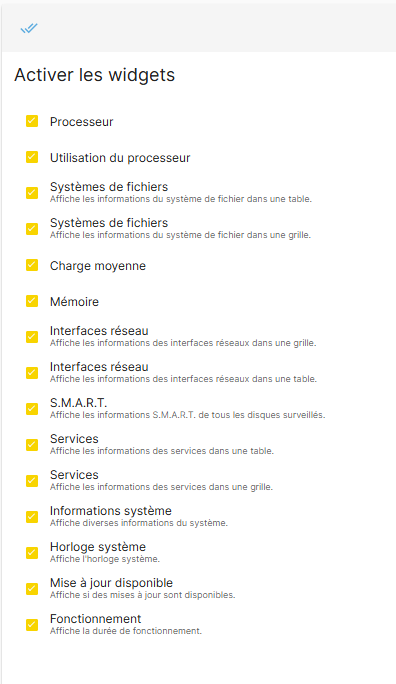 Activer les widgets
Processeur
Utilisation du processeur
Systèmes de fichiers
Affiche les informations du système de fichier dans une table.
Systèmes de fichiers
Affiche les informations du système de fichier dans une grille.
Charge moyenne
Mémoire
Interfaces réseau
Affiche les informations des interfaces réseaux dans une grille.
Interfaces réseau
Affiche les informations des interfaces réseaux dans une table.
S.M.A.R.T.
Affiche les informations S.M.A.R.T. de tous les disques surveillés.
Services
Affiche les informations des services dans une table.
Services
Affiche les informations des services dans une grille.
Informations système
Affiche diverses informations du système.
Horloge système
Affiche l'horloge système.
Mise à jour disponible
Affiche si des mises à jour sont disponibles.
Fonctionnement
Affiche la durée de fonctionnement.